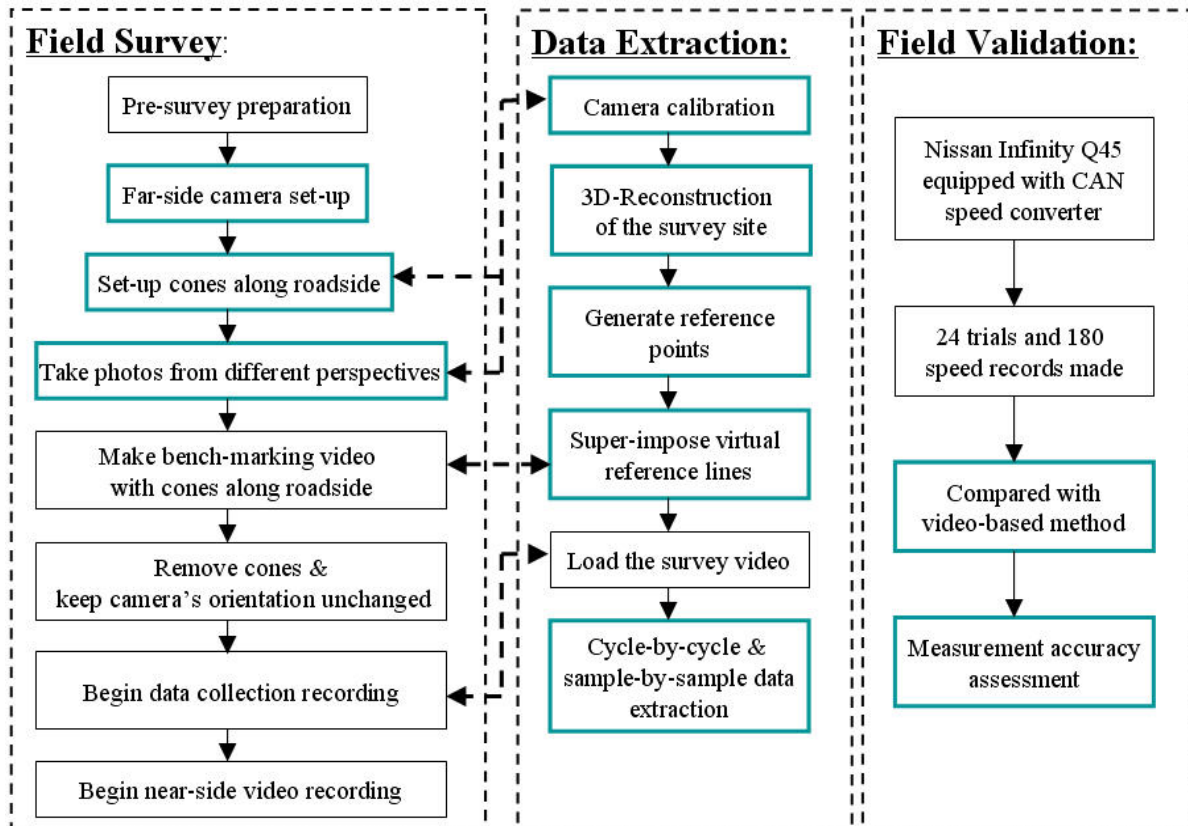 Field Survey:
Pre-survey preparation
Far-side camera set-up
Set-up cones along roadside
Take photos from different perspectives
Make bench-marking video
with cones along roadside
Remove cones &
keep camera's orientation unchanged
Begin data collection recording
Begin near-side video recording
Data Extraction:
Camera calibration
3D-Reconstruction
of the survey site
Generate reference
points
Super-impose virtual
reference lines
Load the survey video
Cycle-by-cycle &
sample-by-sample data
extraction
Field Validation:
Nissan Infinity Q45
equipped with CAN
speed converter
24 trials and 180
speed records made
Compared with
video-based method
Measurement accuracy
assessment